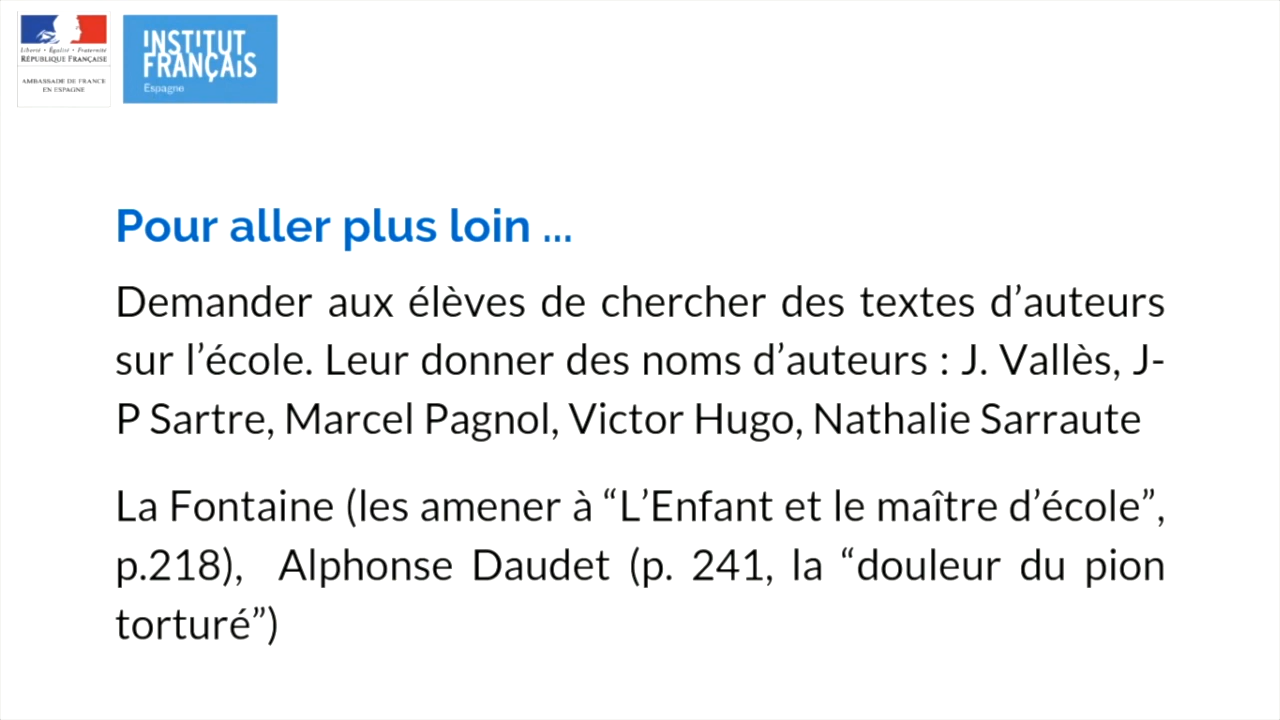 Liberté • Égalité • Fraternité
RÉPUBLIQUE FRANÇAISE
AMBASSADE DE FRANCE
EN ESPAGNE
INSTITUT
FRANÇAIS
Espagne
Pour aller plus loin ...
Demander aux élèves de chercher des textes d’auteurs
sur l’école. Leur donner des noms d’auteurs : J. Vallès, J-
P Sartre, Marcel Pagnol, Victor Hugo, Nathalie Sarraute
La Fontaine (les amener à “L’Enfant et le maître d’école”,
p.218), Alphonse Daudet (p. 241, la “douleur du pion
torturé”)